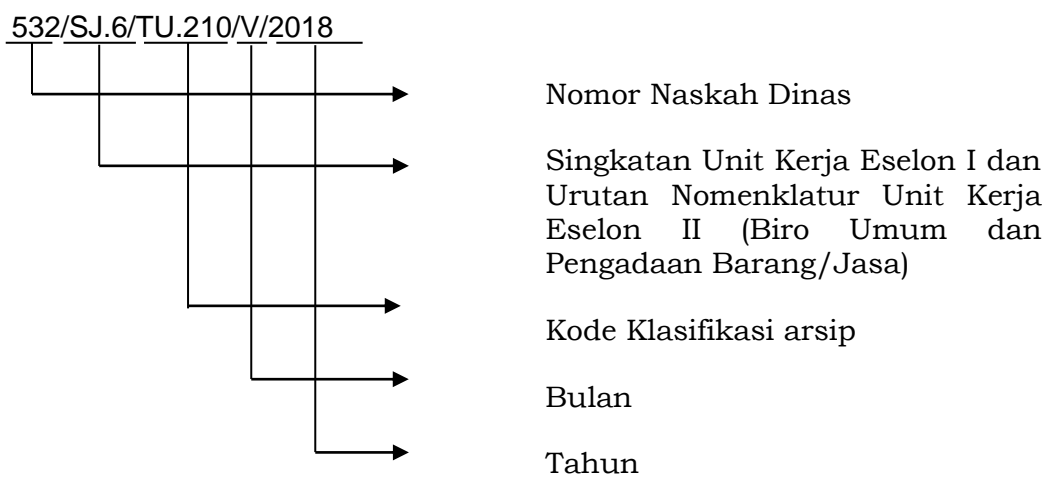 532/SJ.6/TU.210/V/2018
Nomor Naskah Dinas
Singkatan Unit Kerja Eselon I dan
Urutan Nomenklatur Unit Kerja
Eselon II (Biro Umum dan
Pengadaan Barang/Jasa)
Kode Klasifikasi arsip
Bulan
Tahun